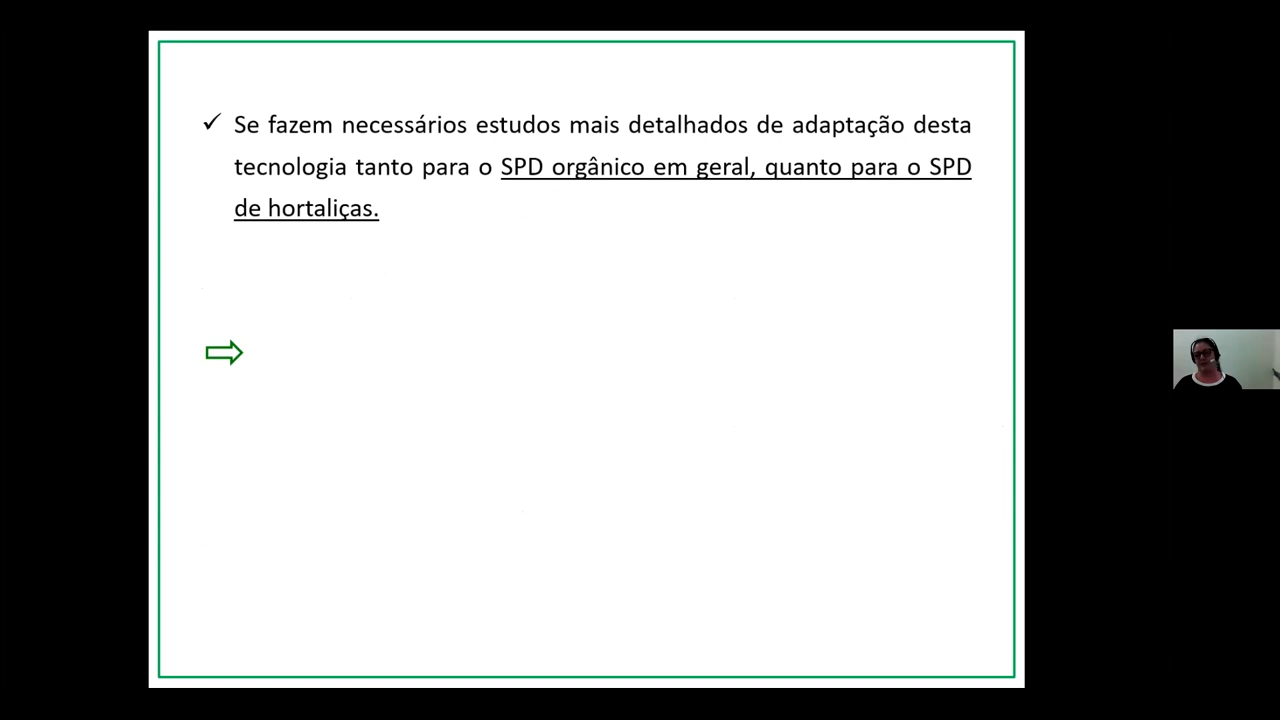 ✓ Se fazem necessários estudos mais detalhados de adaptação desta
tecnologia tanto para o SPD orgânico em geral, quanto para o SPD
de hortaliças.